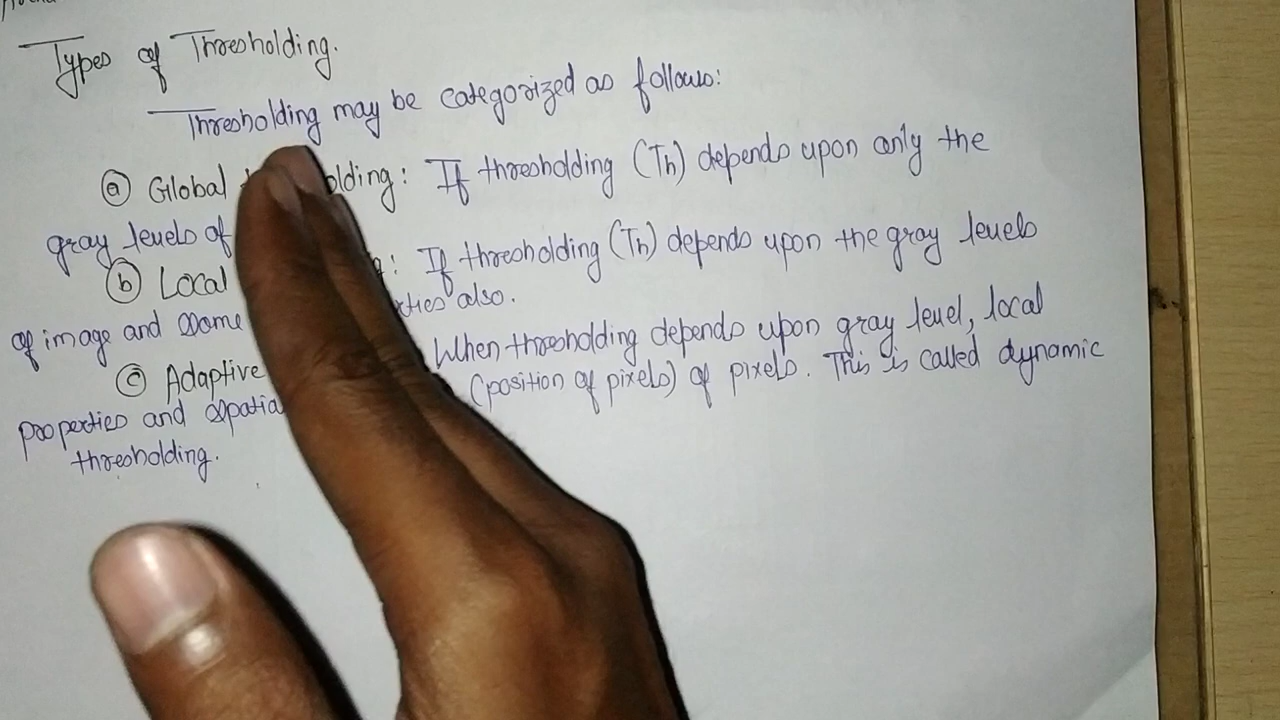 Types of Thresholding.
Thresholding may be categorized as follows:
(a) Global olding: If thresholding (Th) depends upon only the
gray levels of
(b) Local g: If thresholding (Th) depends upon the gray levels
of image and some rties also.
(c) Adaptive When thresholding depends upon gray level, local
properties and spatia (position of pixels) of pixels. This is called dynamic
thresholding.